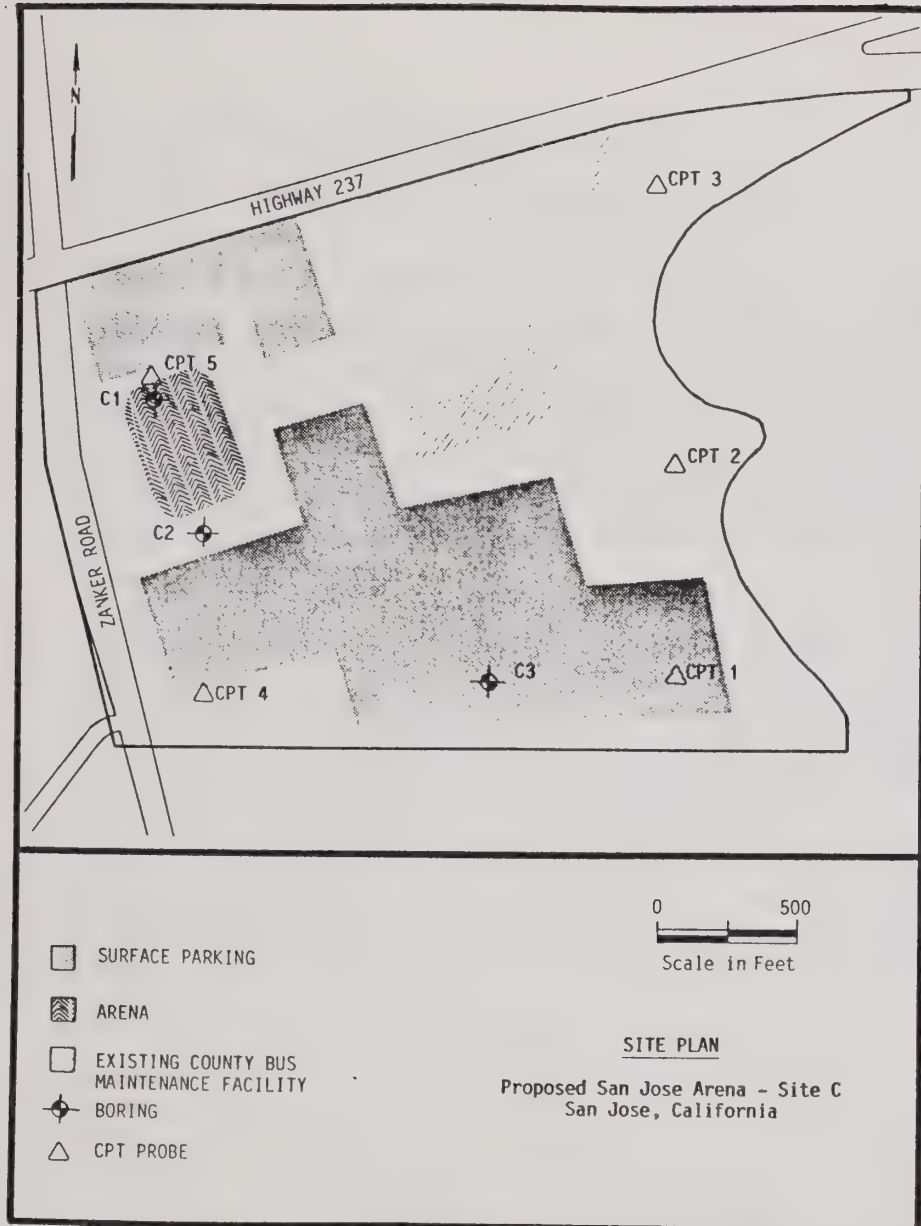 N
HIGHWAY 237
CPT 3
CPT 5
C1
CPT 2
C2
ZANKER ROAD
C3
CPT 1
CPT 4
0 500
Scale in Feet
SURFACE PARKING
ARENA
EXISTING COUNTY BUS
MAINTENANCE FACILITY
BORING
CPT PROBE
SITE PLAN
Proposed San Jose Arena - Site C
San Jose, California